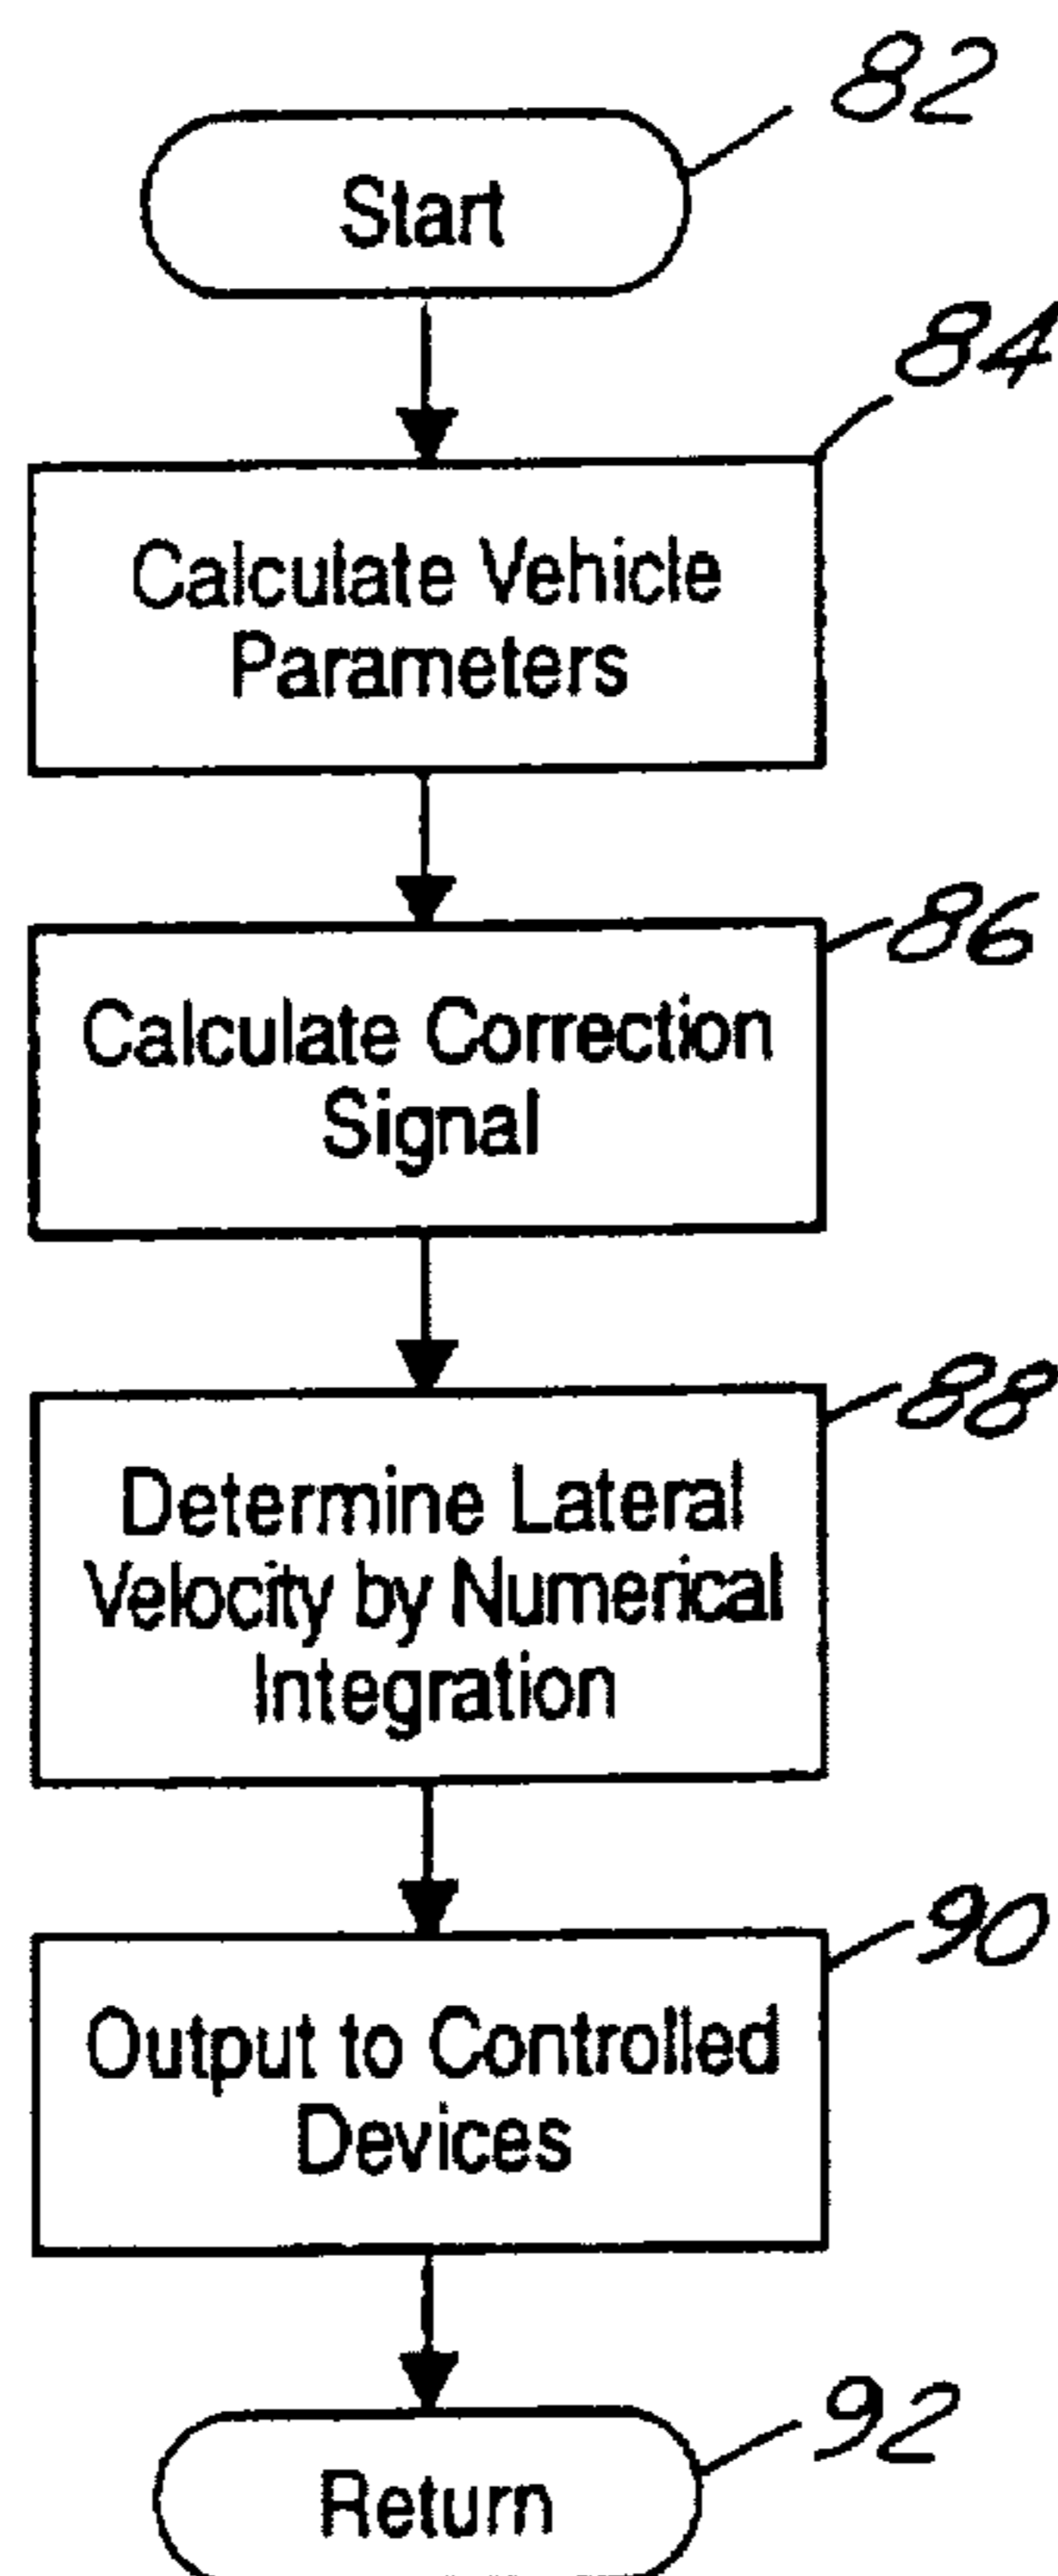 82
Start
84
Calculate Vehicle
Parameters
86
Calculate Correction
Signal
88
Determine Lateral
Velocity by Numerical
Integration
90
Output to Controlled
Devices
92
Return